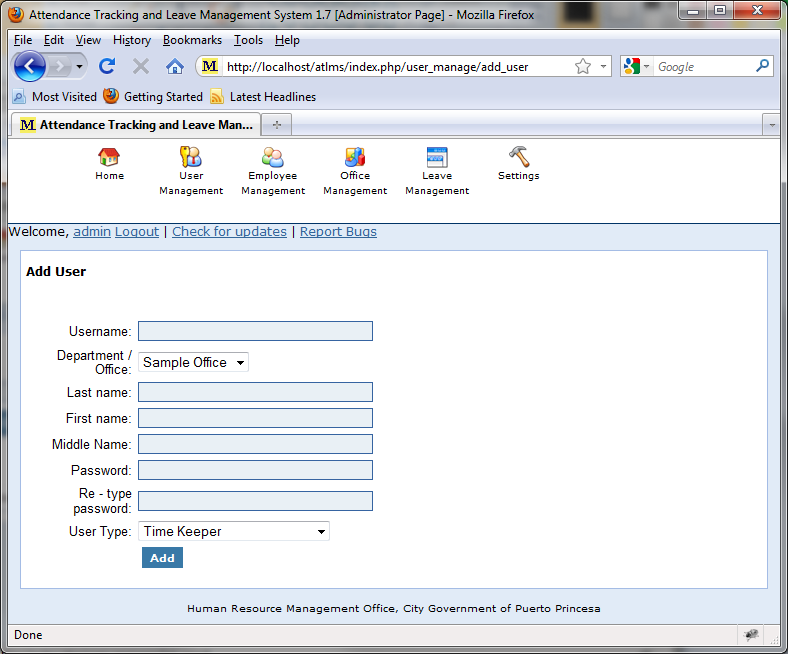 Attendance Tracking and Leave Management System 1.7 [Administrator Page] - Mozilla Firefox
File Edit View History Bookmarks Tools Help
M http://localhost/atlms/index.php/user_manage/add_user Google
Most Visited Getting Started Latest Headlines
M Attendance Tracking and Leave Man...
Home User Employee Office Leave Settings
Management Management Management Management
Welcome, admin Logout | Check for updates | Report Bugs
Add User
Username:
Department /
Office: Sample Office
Last name:
First name:
Middle Name:
Password:
Re - type
password:
User Type: Time Keeper
Add
Human Resource Management Office, City Government of Puerto Princesa
Done